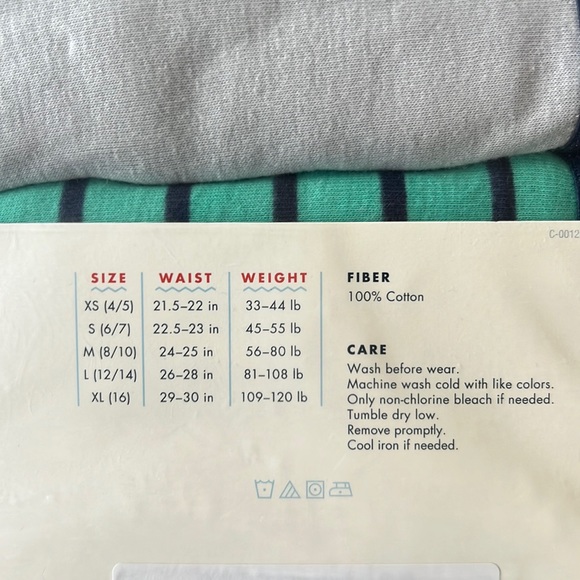 C-0012
SIZE WAIST WEIGHT
XS (4/5) 21.5–22 in 33–44 lb
S (6/7) 22.5–23 in 45–55 lb
M (8/10) 24–25 in 56–80 lb
L (12/14) 26–28 in 81–108 lb
XL (16) 29–30 in 109–120 lb
FIBER
100% Cotton
CARE
Wash before wear.
Machine wash cold with like colors.
Only non-chlorine bleach if needed.
Tumble dry low.
Remove promptly.
Cool iron if needed.